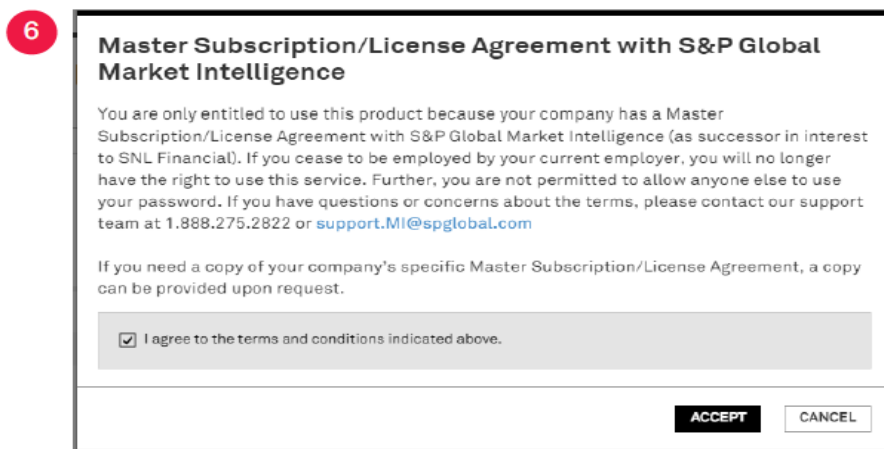 6
Master Subscription/License Agreement with S&P Global
Market Intelligence
You are only entitled to use this product because your company has a Master
Subscription/License Agreement with S&P Global Market Intelligence (as successor in interest
to SNL Financial). If you cease to be employed by your current employer, you will no longer
have the right to use this service. Further, you are not permitted to allow anyone else to use
your password. If you have questions or concerns about the terms, please contact our support
team at 1.888.275.2822 or support.MI@spglobal.com
If you need a copy of your company's specific Master Subscription/License Agreement, a copy
can be provided upon request.
I agree to the terms and conditions indicated above.
ACCEPT CANCEL